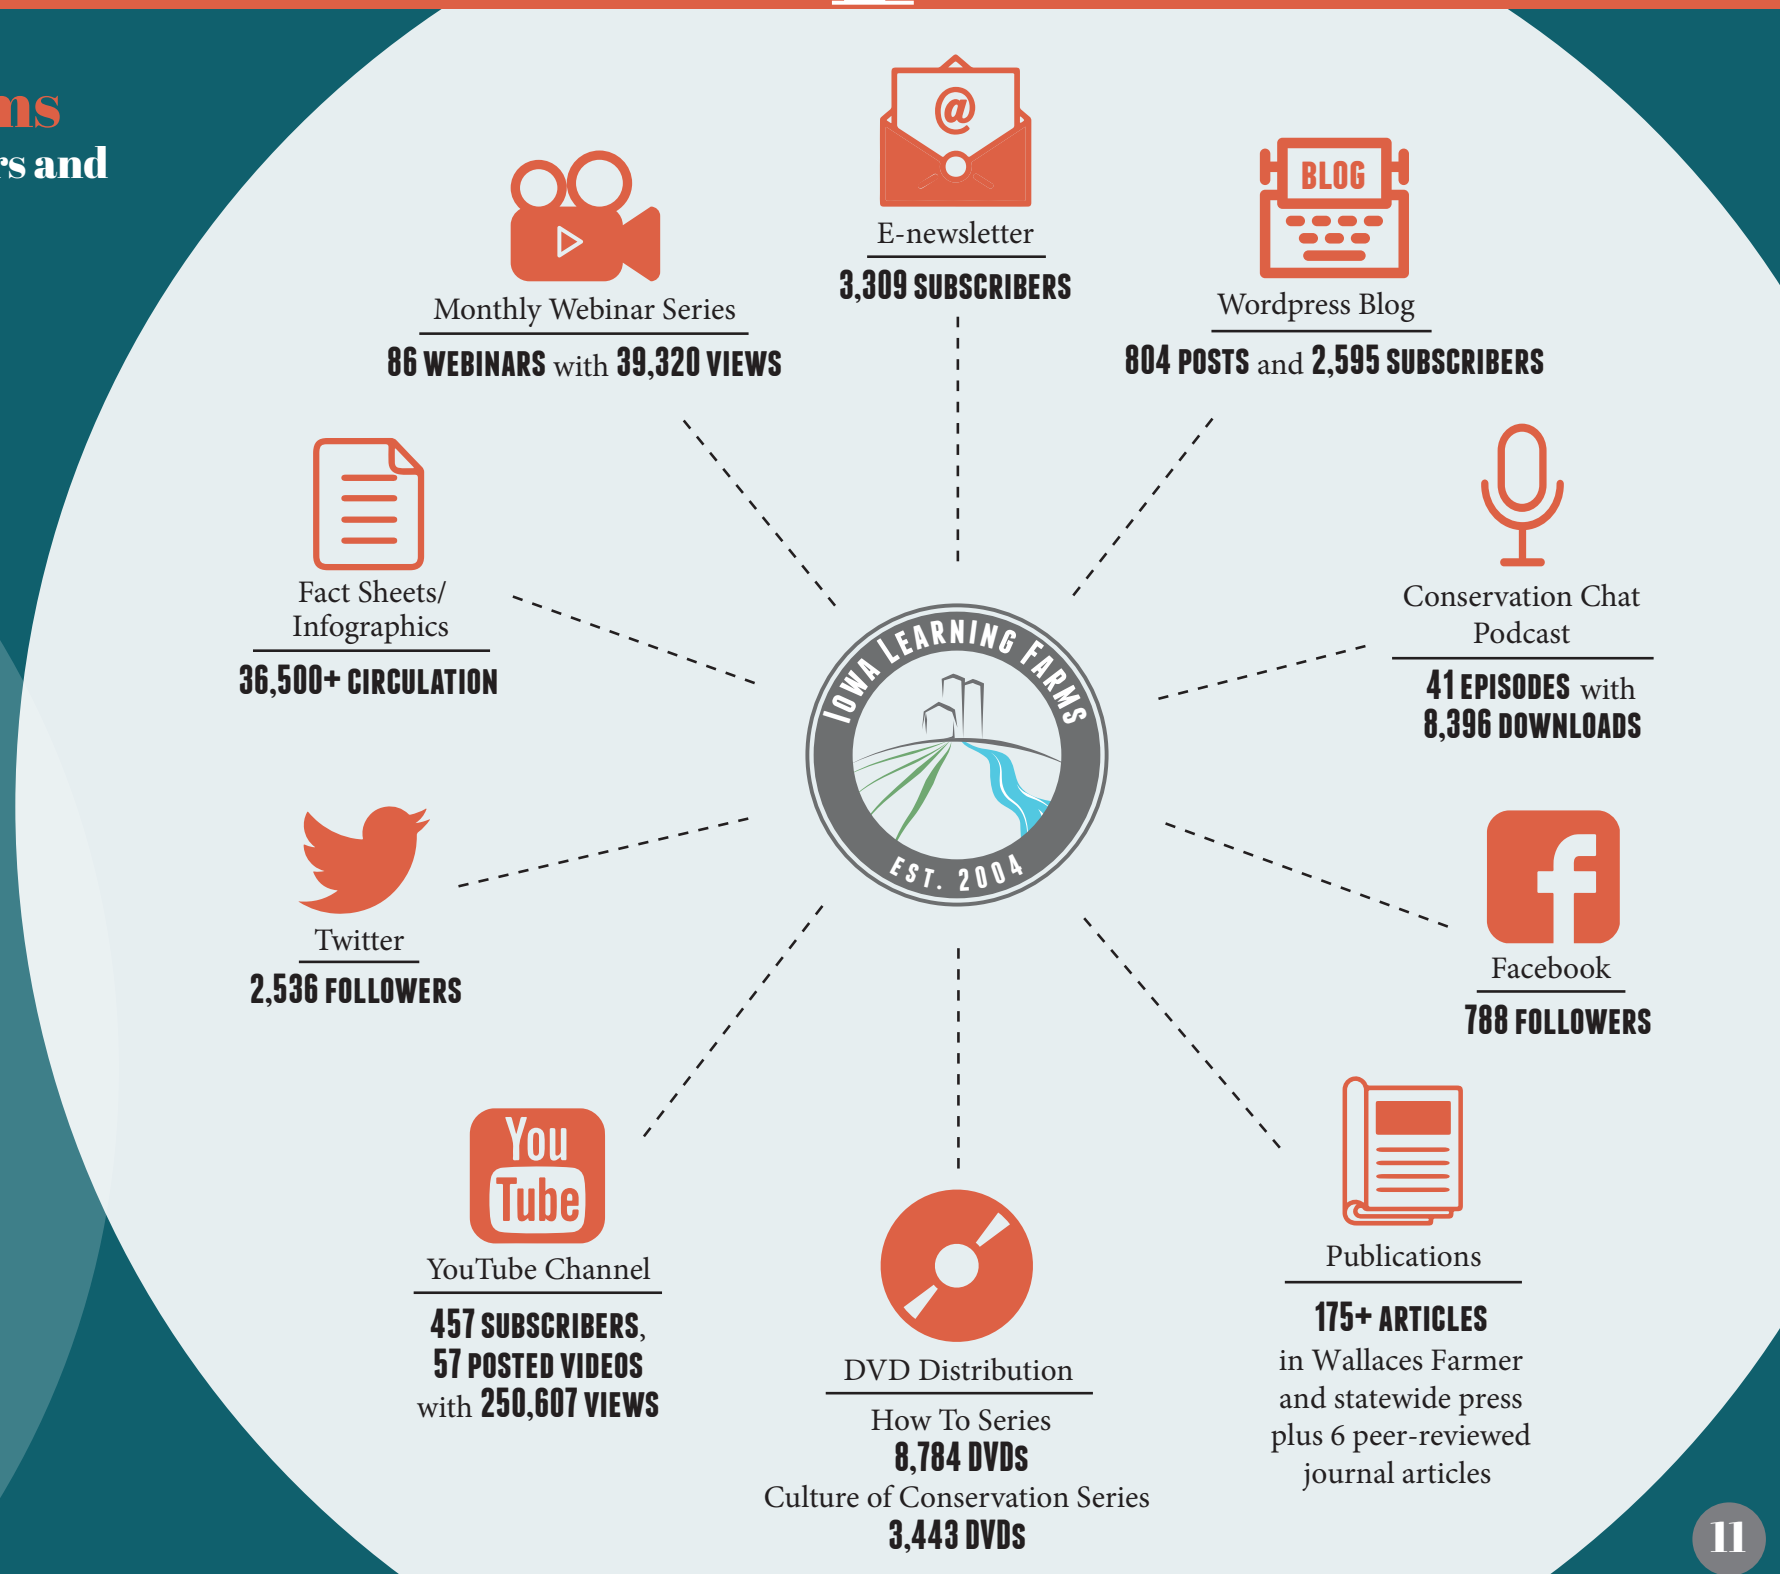 and
@
E-newsletter
3,309 SUBSCRIBERS
BLOG
Wordpress Blog
804 POSTS and 2,595 SUBSCRIBERS
Monthly Webinar Series
86 WEBINARS with 39,320 VIEWS
Conservation Chat
Podcast
41 EPISODES with
8,396 DOWNLOADS
Fact Sheets/
Infographics
36,500+ CIRCULATION
IOWA LEARNING FARMS
EST. 2004
Twitter
2,536 FOLLOWERS
Facebook
788 FOLLOWERS
You
Tube
YouTube Channel
457 SUBSCRIBERS,
57 POSTED VIDEOS
with 250,607 VIEWS
DVD Distribution
How To Series
8,784 DVDs
Culture of Conservation Series
3,443 DVDs
Publications
175+ ARTICLES
in Wallaces Farmer
and statewide press
plus 6 peer-reviewed
journal articles
11